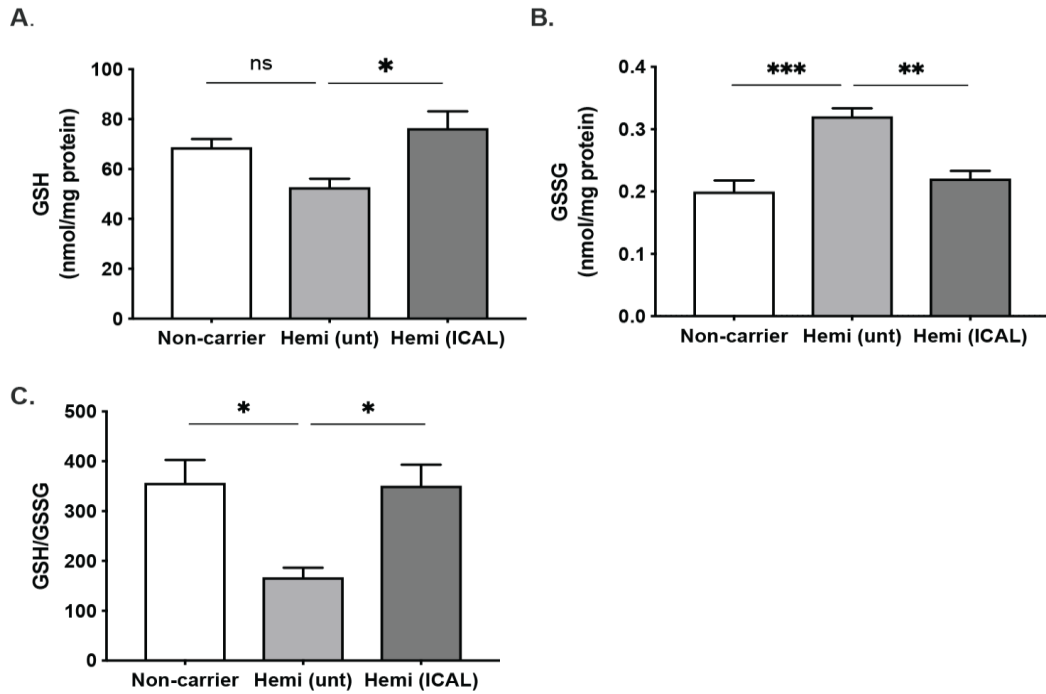 A.
ns
*
100
80
60
40
20
0
GSH
(nmol/mg protein)
Non-carrier Hemi (unt) Hemi (ICAL)
B.
***
**
0.4
0.3
0.2
0.1
0.0
GSSG
(nmol/mg protein)
Non-carrier Hemi (unt) Hemi (ICAL)
C.
*
*
500
400
300
200
100
0
GSH/GSSG
Non-carrier Hemi (unt) Hemi (ICAL)